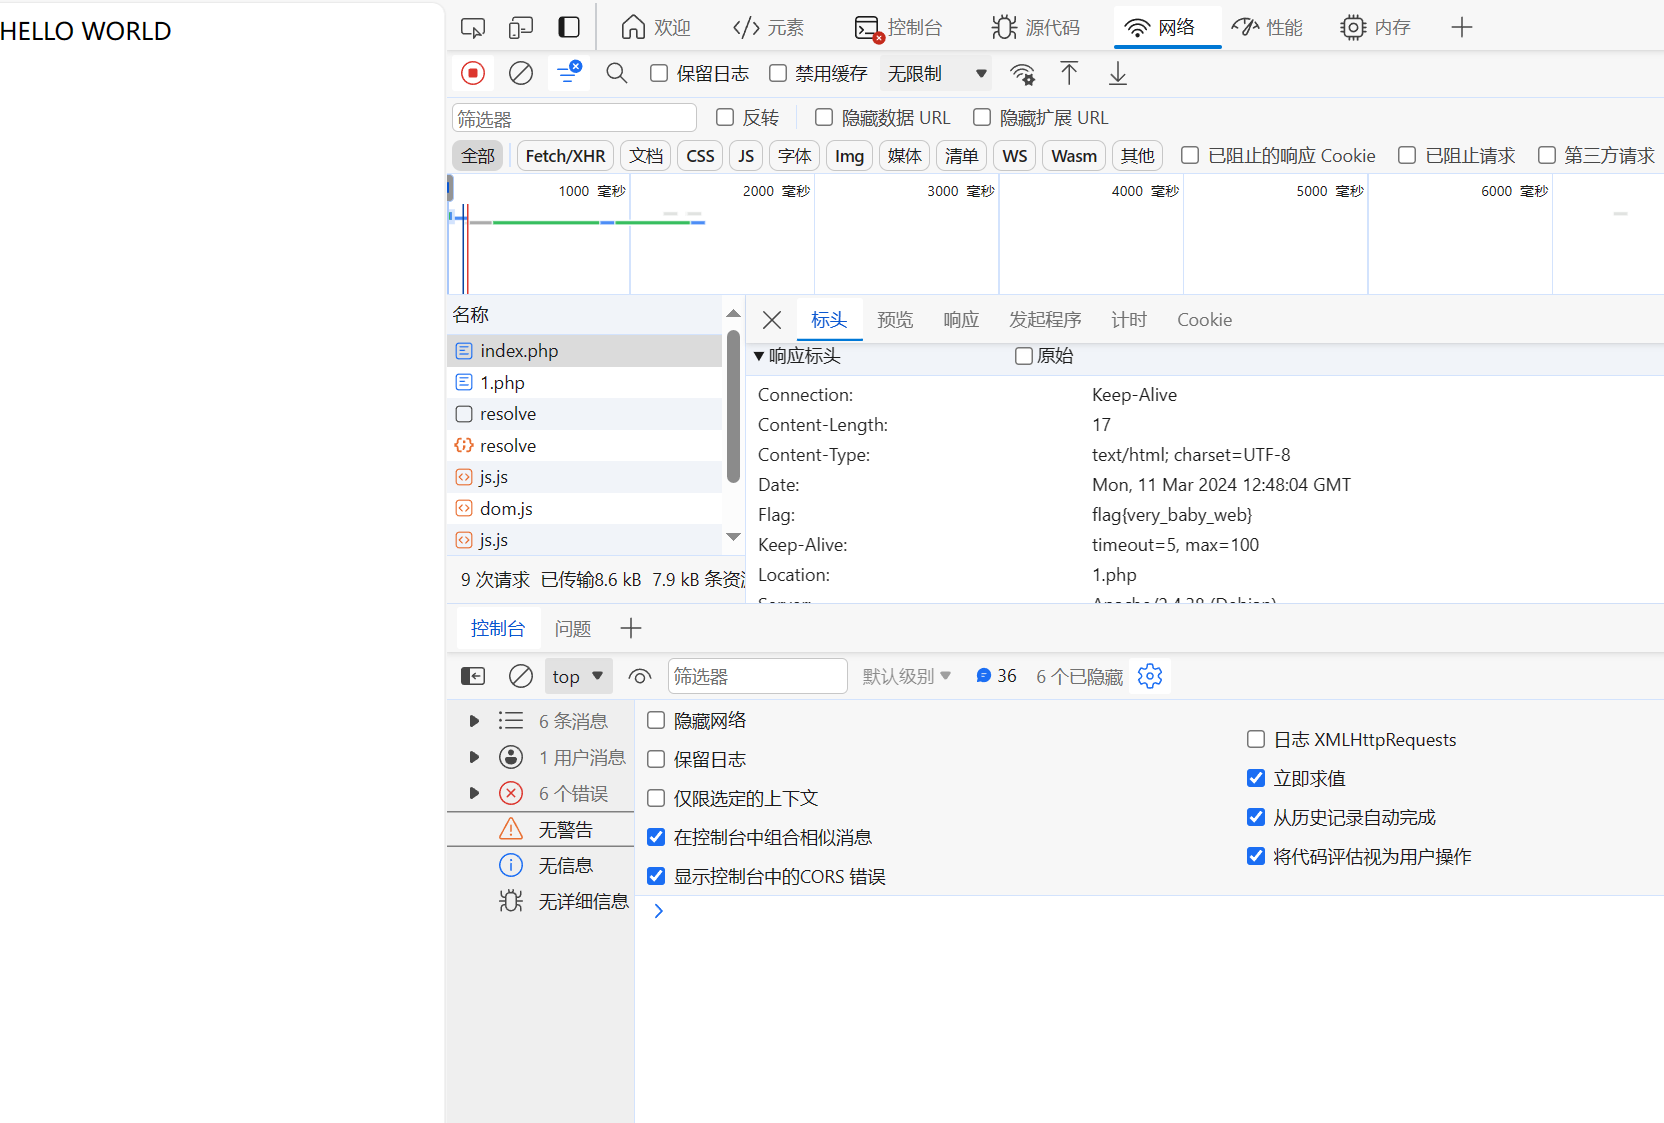 HELLO WORLD
欢迎 元素 控制台 源代码 网络 性能 内存
保留日志 禁用缓存 无限制
筛选器 反转 隐藏数据 URL 隐藏扩展 URL
全部 Fetch/XHR 文档 CSS JS 字体 Img 媒体 清单 WS Wasm 其他 已阻止的响应 Cookie 已阻止请求 第三方请求
1000 毫秒 2000 毫秒 3000 毫秒 4000 毫秒 5000 毫秒 6000 毫秒
名称
index.php
1.php
resolve
resolve
js.js
dom.js
js.js
9 次请求 已传输8.6 kB 7.9 kB 条资
标头 预览 响应 发起程序 计时 Cookie
响应标头 原始
Connection: Keep-Alive
Content-Length: 17
Content-Type: text/html; charset=UTF-8
Date: Mon, 11 Mar 2024 12:48:04 GMT
Flag: flag{very_baby_web}
Keep-Alive: timeout=5, max=100
Location: 1.php
Server: Apache/2.4.38 (Debian)
控制台 问题
top 筛选器 默认级别 36 6 个已隐藏
6 条消息
1 用户消息
6 个错误
无警告
无信息
无详细信息
隐藏网络
保留日志
仅限选定的上下文
在控制台中组合相似消息
显示控制台中的CORS 错误
日志 XMLHttpRequests
立即求值
从历史记录自动完成
将代码评估视为用户操作